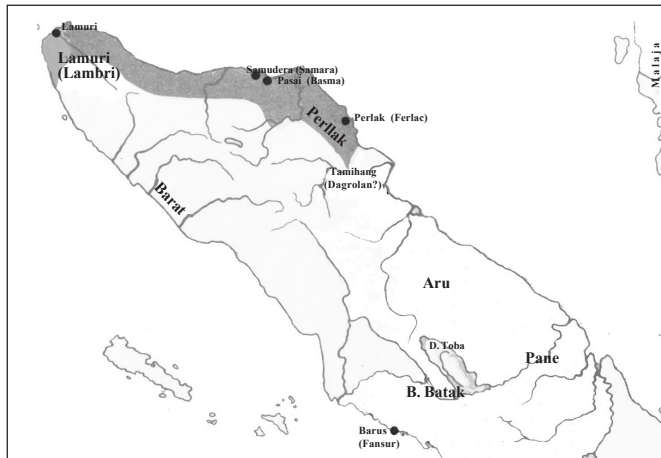 Lamuri
Lamuri
(Lambri)
Samudera (Samara)
Pasai (Basma)
Perllak
Perlak (Ferlac)
Tamihang
(Dagrolan?)
Barat
Malaja
Aru
D. Toba
Pane
B. Batak
Barus
(Fansur)